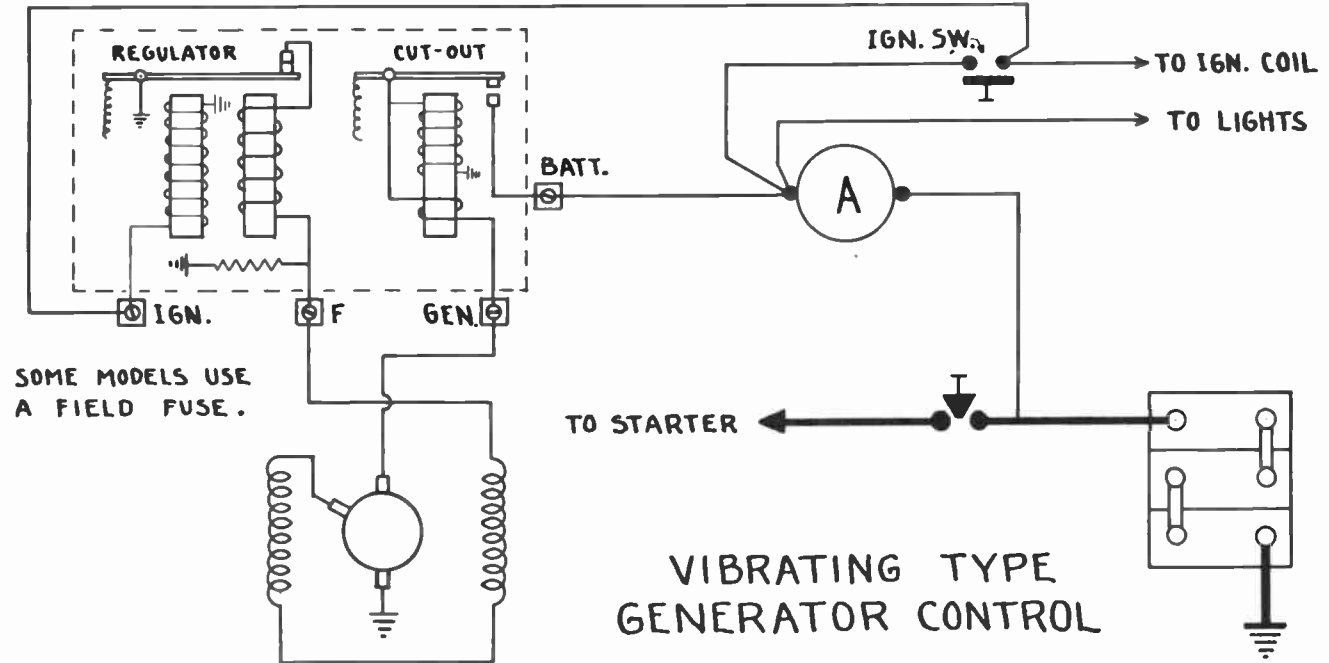 REGULATOR
CUT-OUT
IGN. SW.
TO IGN. COIL
TO LIGHTS
BATT.
A
IGN.
F
GEN.
SOME MODELS USE
A FIELD FUSE.
TO STARTER
VIBRATING TYPE
GENERATOR CONTROL